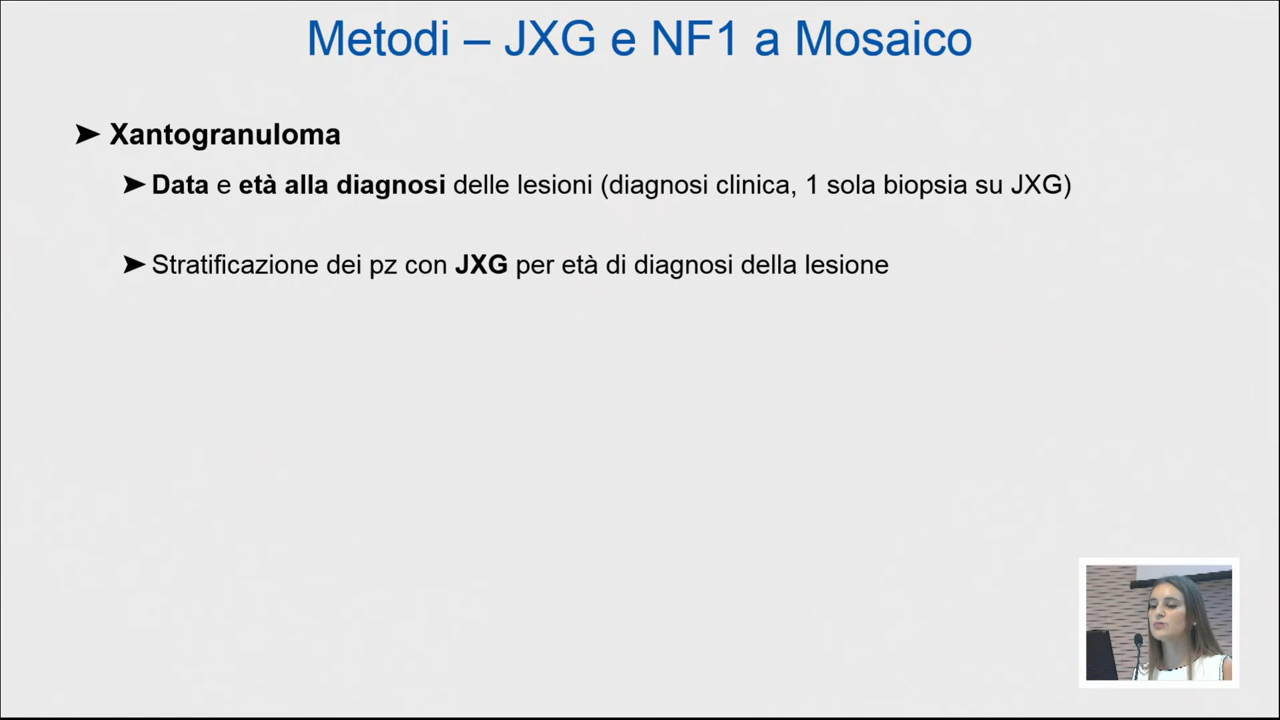 Metodi – JXG e NF1 a Mosaico
➤ Xantogranuloma
➤ Data e età alla diagnosi delle lesioni (diagnosi clinica, 1 sola biopsia su JXG)
➤ Stratificazione dei pz con JXG per età di diagnosi della lesione